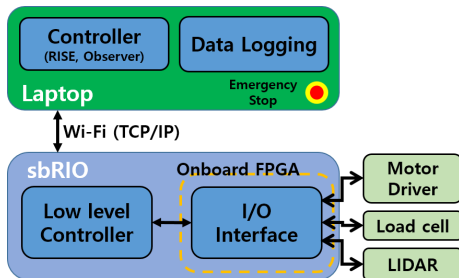 Controller
(RISE, Observer)
Data Logging
Laptop
Emergency
Stop
Wi-Fi (TCP/IP)
sbRIO
Onboard FPGA
Low level
Controller
I/O
Interface
Motor
Driver
Load cell
LIDAR